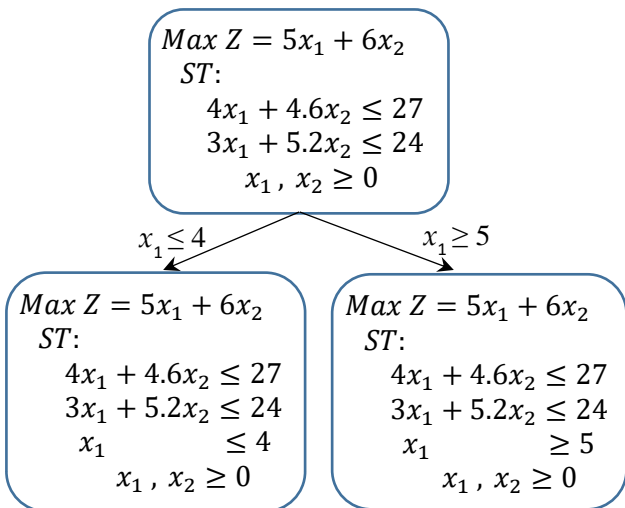 Max Z = 5x₁ + 6x₂
ST:
4x₁ + 4.6x₂ ≤ 27
3x₁ + 5.2x₂ ≤ 24
x₁ , x₂ ≥ 0
x₁ ≤ 4
x₁ ≥ 5
Max Z = 5x₁ + 6x₂
ST:
4x₁ + 4.6x₂ ≤ 27
3x₁ + 5.2x₂ ≤ 24
x₁ ≤ 4
x₁ , x₂ ≥ 0
Max Z = 5x₁ + 6x₂
ST:
4x₁ + 4.6x₂ ≤ 27
3x₁ + 5.2x₂ ≤ 24
x₁ ≥ 5
x₁ , x₂ ≥ 0